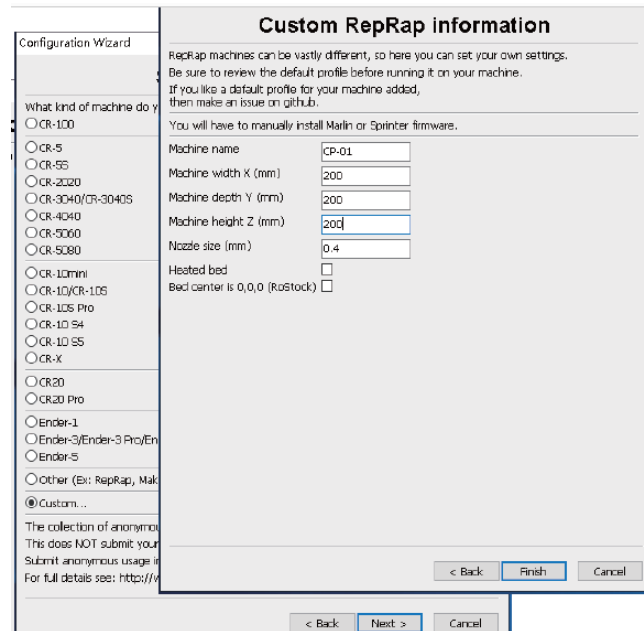 Custom RepRap information
RepRap machines can be vastly different, so here you can set your own settings.
Be sure to review the default profile before running it on your machine.
If you like a default profile for your machine added,
then make an issue on github.
You will have to manually install Marlin or Sprinter firmware.
Machine name CP-01
Machine width X (mm) 200
Machine depth Y (mm) 200
Machine height Z (mm) 200
Nozzle size (mm) 0.4
Heated bed
Bed center is 0,0,0 (RoStock)
< Back Finish Cancel
Configuration Wizard
What kind of machine do y
CR-100
CR-5
CR-5S
CR-2020
CR-3040/CR-3040S
CR-4040
CR-5060
CR-5080
CR-10mini
CR-10/CR-10S
CR-10S Pro
CR-10 S4
CR-10 S5
CR-X
CR20
CR20 Pro
Ender-1
Ender-3/Ender-3 Pro/En
Ender-5
Other (Ex: RepRap, Mak
Custom...
The collection of anonymou
This does NOT submit your
Submit anonymous usage i
For full details see: http://w
< Back Next > Cancel